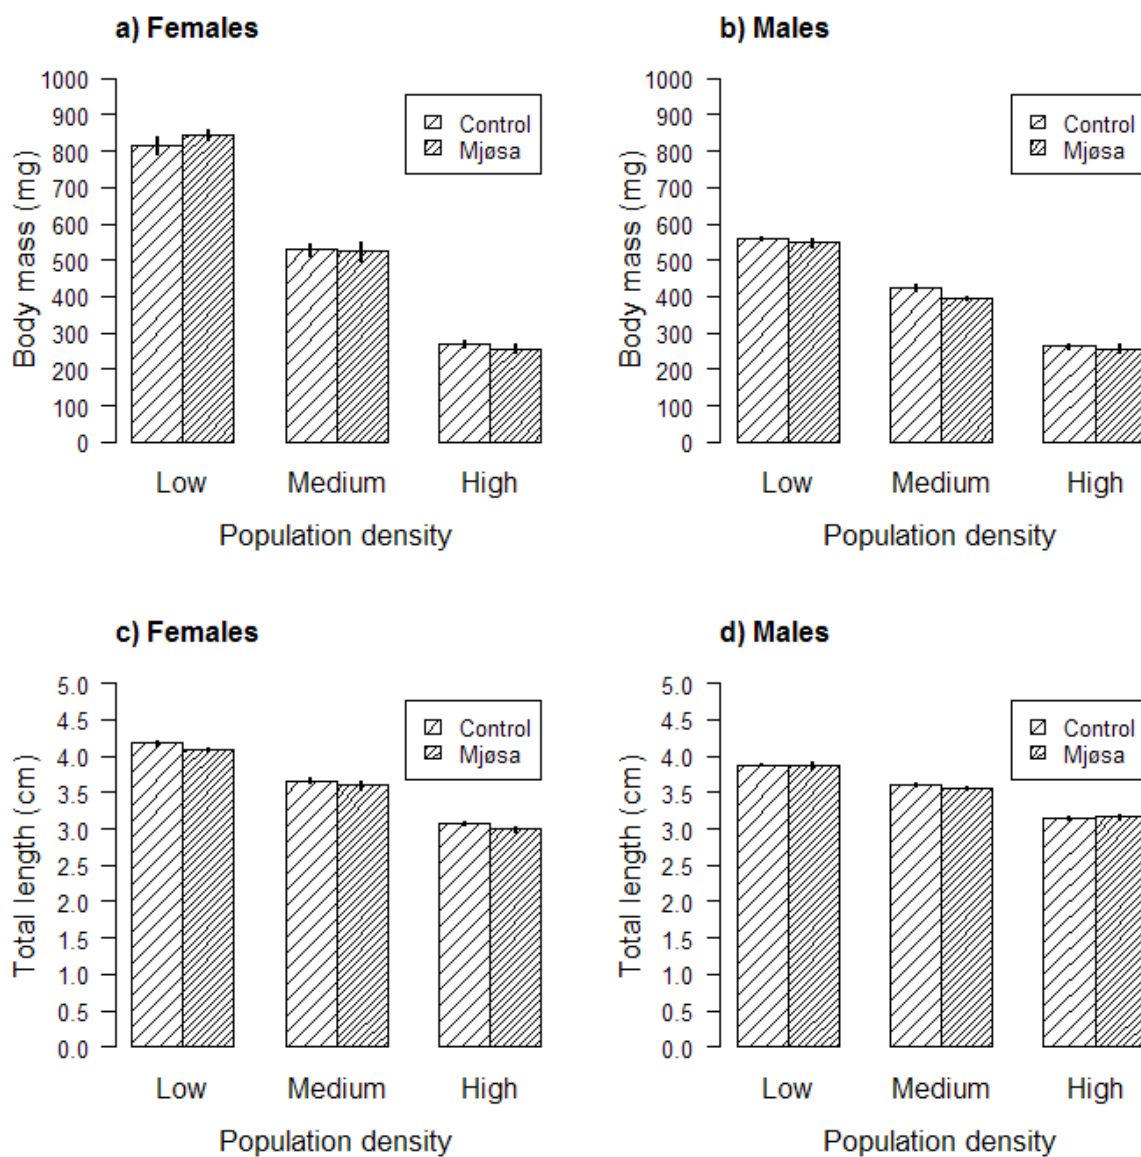 a) Females
1000
900
800
700
600
500
400
300
200
100
0
Body mass (mg)
Control
Mjøsa
Low Medium High
Population density
b) Males
1000
900
800
700
600
500
400
300
200
100
0
Body mass (mg)
Control
Mjøsa
Low Medium High
Population density
c) Females
5.0
4.5
4.0
3.5
3.0
2.5
2.0
1.5
1.0
0.5
0.0
Total length (cm)
Control
Mjøsa
Low Medium High
Population density
d) Males
5.0
4.5
4.0
3.5
3.0
2.5
2.0
1.5
1.0
0.5
0.0
Total length (cm)
Control
Mjøsa
Low Medium High
Population density